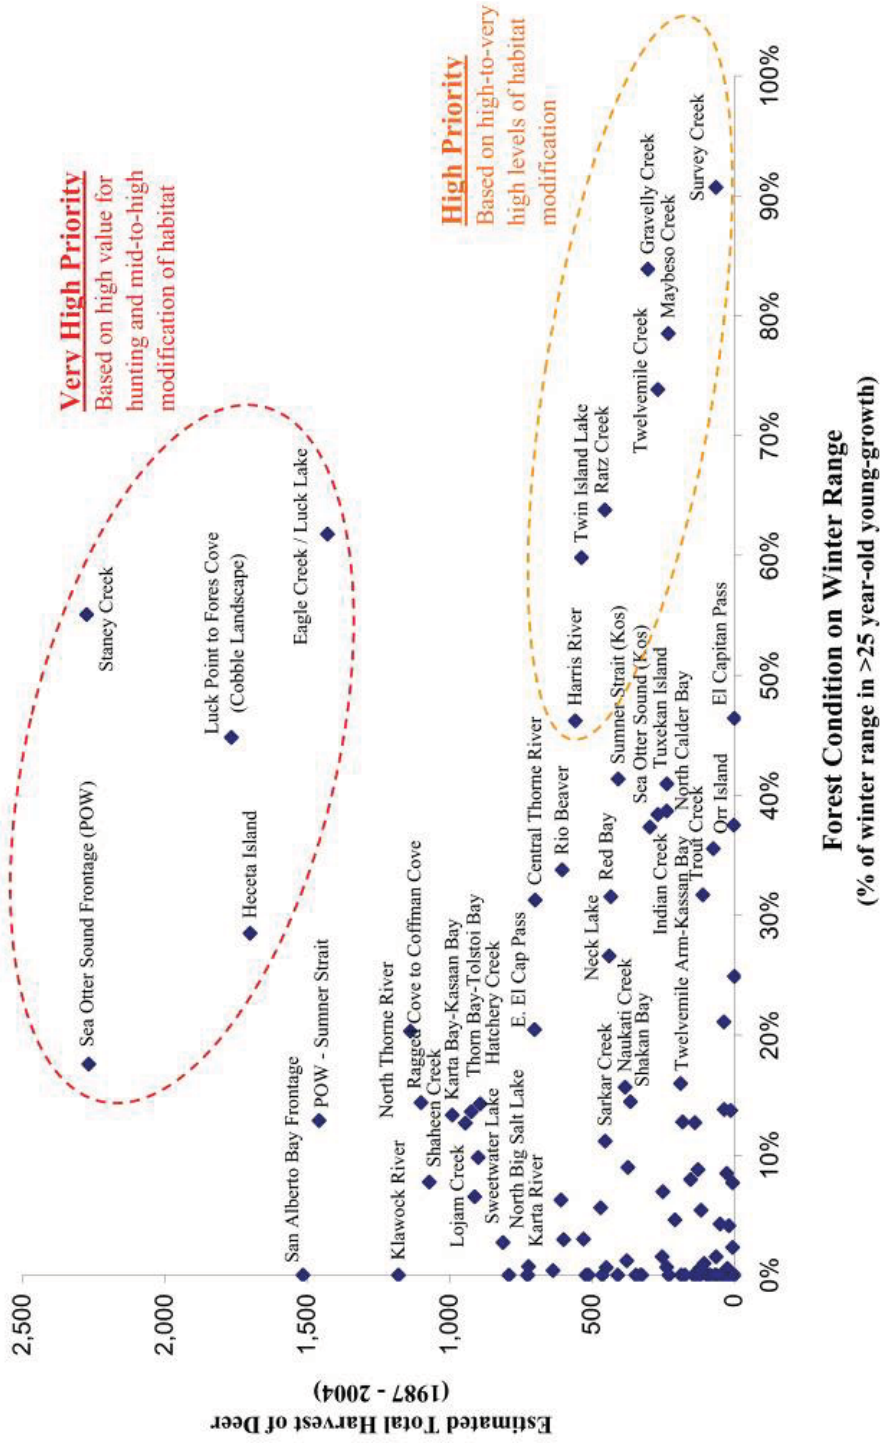 Estimated Total Harvest of Deer
(1987 - 2004)
2,500
2,000
1,500
1,000
500
0
Very High Priority
Based on high value for
hunting and mid-to-high
modification of habitat
High Priority
Based on high-to-very
high levels of habitat
modification
Sea Otter Sound Frontage (POW)
Stancy Creek
Luck Point to Fores Cove
(Cobble Landscape)
Heceta Island
Eagle Creek / Luck Lake
San Alberto Bay Frontage
POW - Sumner Strait
North Thorne River
Klawock River
Ragged Cove to Coffman Cove
Shaheen Creek
Karta Bay-Kasaan Bay
Lojam Creek
Thorn Bay-Tolstoi Bay
Hatchery Creek
Sweetwater Lake
North Big Salt Lake
E. El Cap Pass
Karta River
Central Thorne River
Rio Beaver
Harris River
Twin Island Lake
Ratz Creek
Twelvemile Creek
Gravelly Creek
Maybeso Creek
Survey Creek
Neck Lake
Red Bay
Sumner Strait (Kos)
Sea Otter Sound (Kos)
Tuxekan Island
Sarkar Creek
Naukati Creek
Shakan Bay
Indian Creek
North Calder Bay
Twelvemile Arm-Kassan Bay
Trout Creek
Orr Island
El Capitan Pass
0%
10%
20%
30%
40%
50%
60%
70%
80%
90%
100%
Forest Condition on Winter Range
(% of winter range in >25 year-old young-growth)